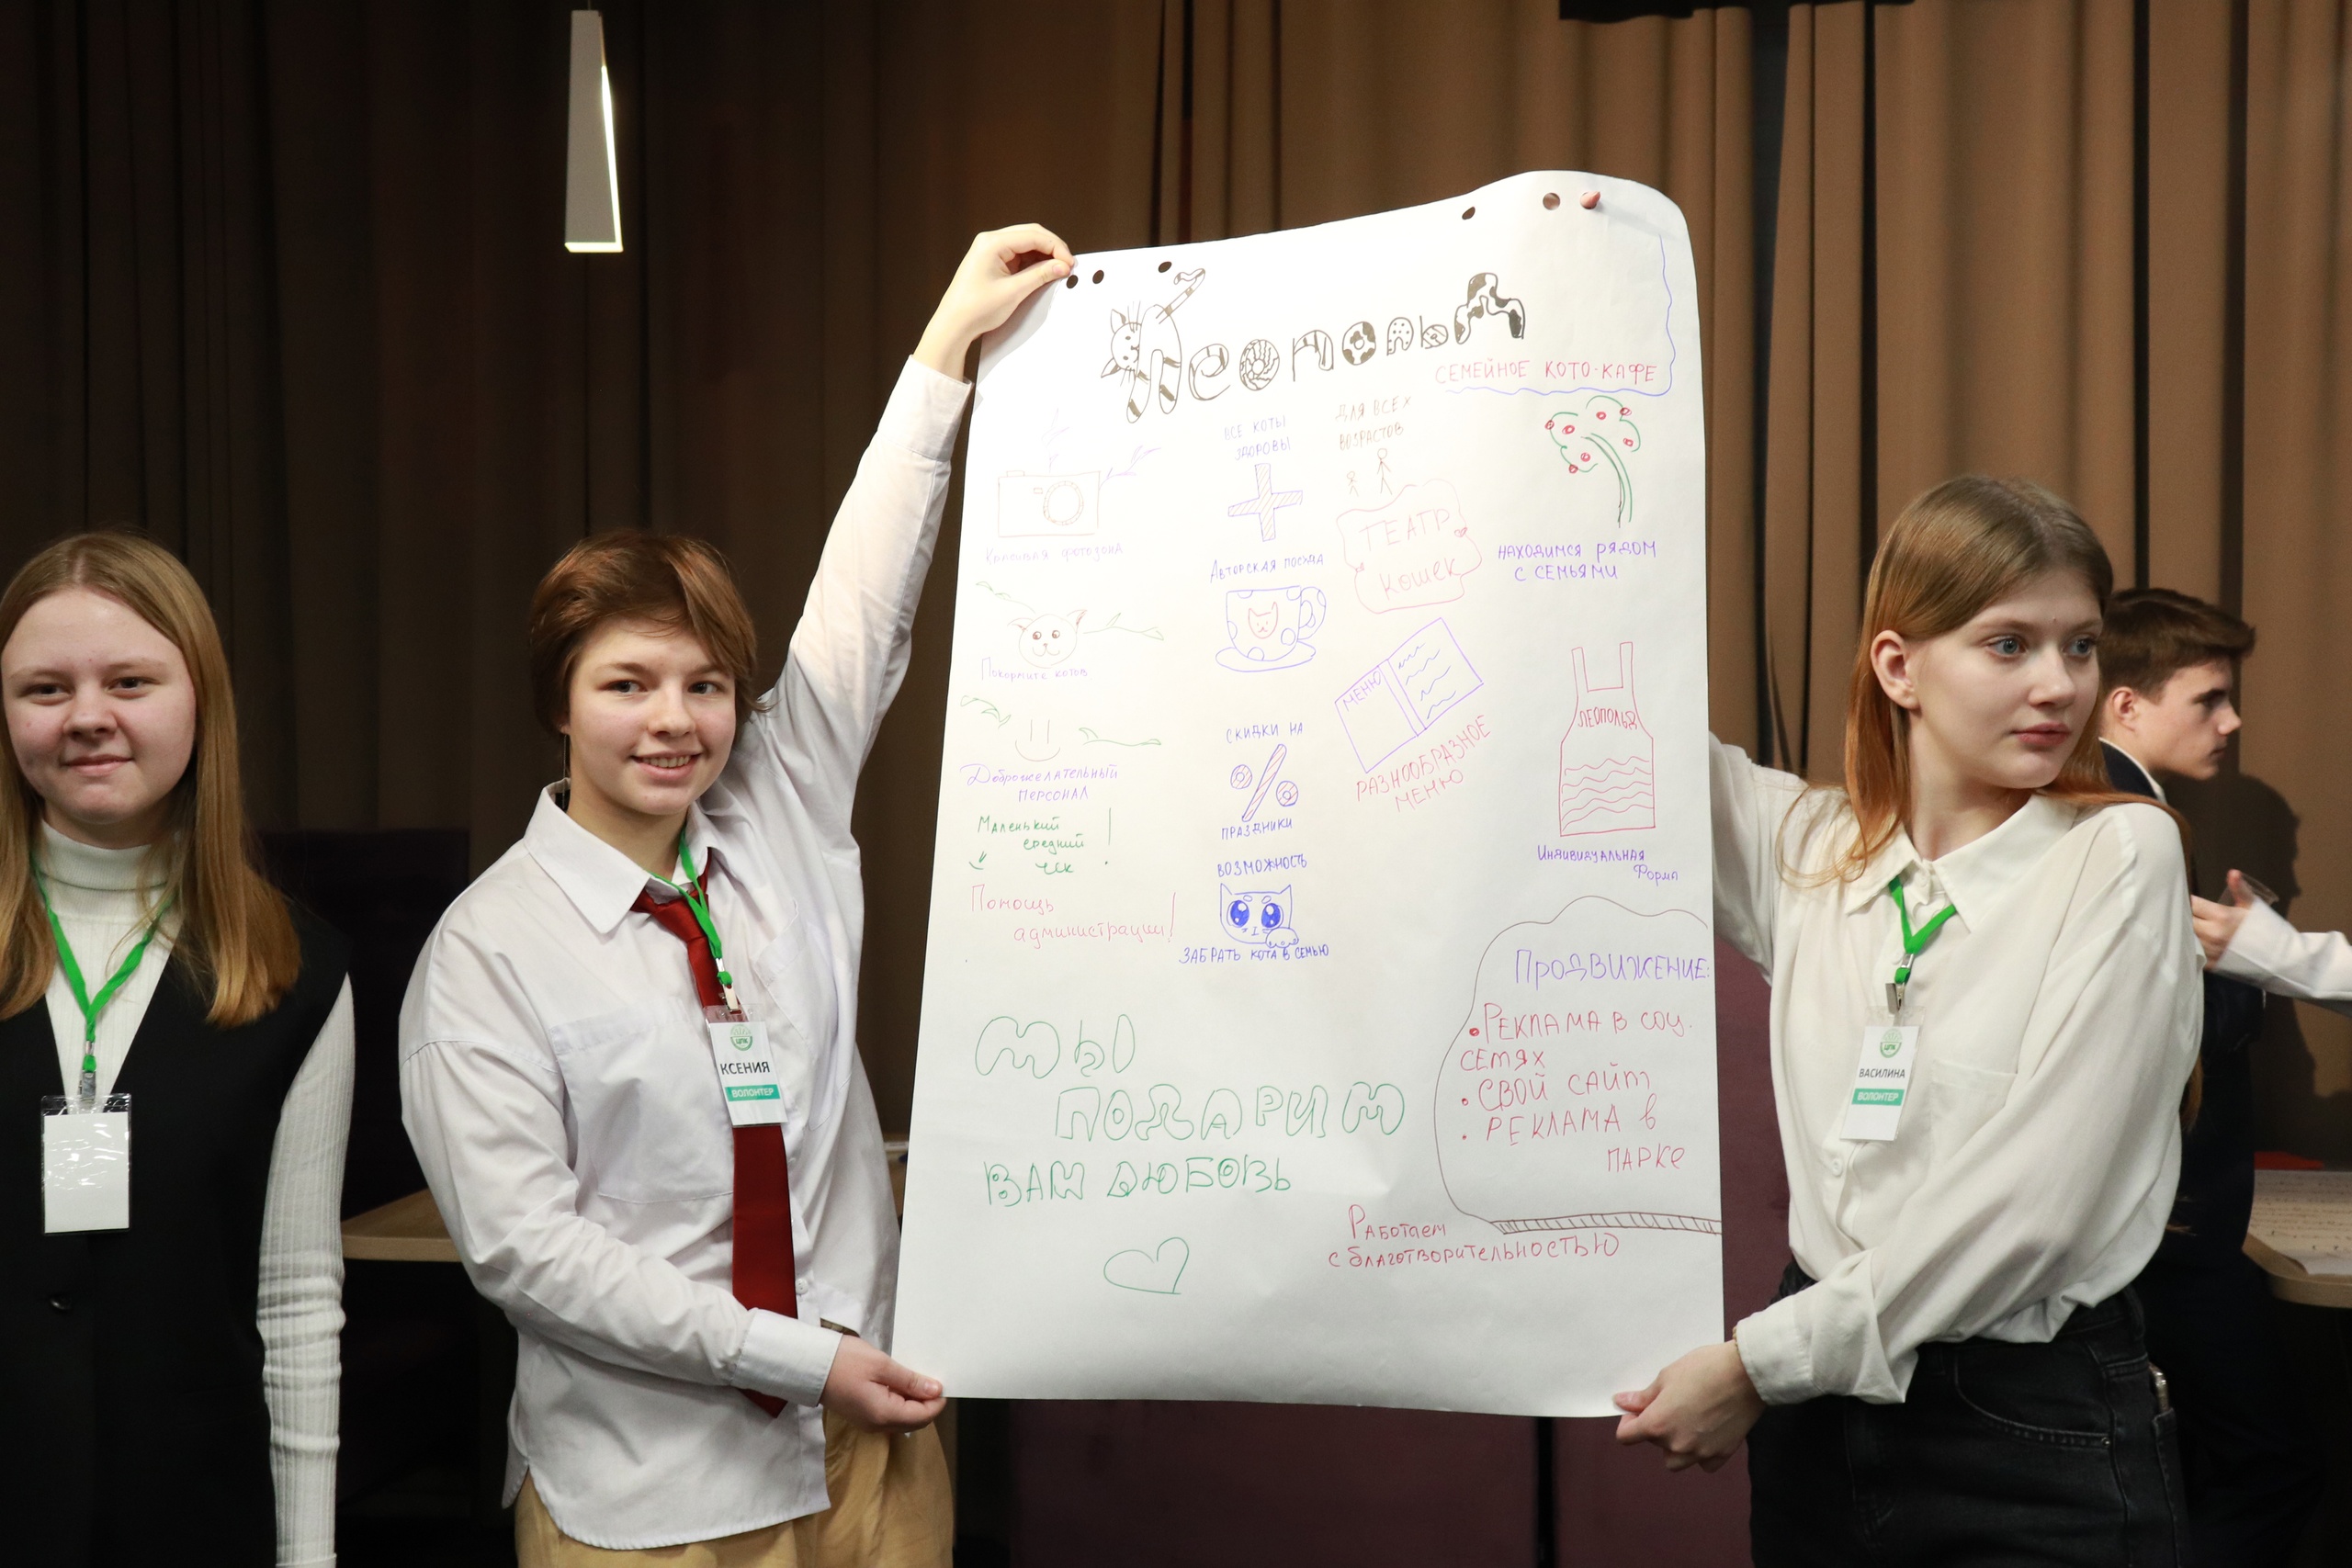 Леопольд
СЕМЕЙНОЕ КОТО-КАФЕ
Красивая фотозона
Покормите котов
Доброжелательный
персонал
Маленький
средний
чек
!
Помощь
администрации!
ВСЕ КОТЫ
ЗДОРОВЫ
АВТОРСКАЯ ПОСУДА
СКИДКИ НА
%
ПРАЗДНИКИ
ВОЗМОЖНОСТЬ
ЗАБРАТЬ КОТА В СЕМЬЮ
ДЛЯ ВСЕХ
ВОЗРАСТОВ
ТЕАТР
КОШЕК
МЕНЮ
РАЗНООБРАЗНОЕ
МЕНЮ
НАХОДИМСЯ РЯДОМ
С СЕМЬЯМИ
ЛЕОПОЛЬД
Индивидуальная
Форма
ПРОДВИЖЕНИЕ:
• РЕКЛАМА В СОЦ.
СЕТЯХ
• СВОЙ САЙТ
• РЕКЛАМА В
ПАРКЕ
МЫ
ПОДАРИМ
ВАМ ЛЮБОВЬ
Работаем
с благотворительностью
ЦПК
КСЕНИЯ
ВОЛОНТЕР
ЦПК
ВАСИЛИНА
ВОЛОНТЕР